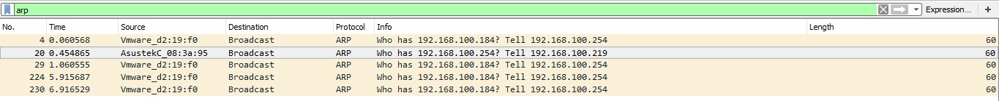 arp Expression... +
No. Time Source Destination Protocol Info Length
4 0.060568 Vmware_d2:19:f0 Broadcast ARP Who has 192.168.100.184? Tell 192.168.100.254 60
20 0.454865 AsustekC_08:3a:95 Broadcast ARP Who has 192.168.100.254? Tell 192.168.100.219 60
29 1.060555 Vmware_d2:19:f0 Broadcast ARP Who has 192.168.100.184? Tell 192.168.100.254 60
224 5.915687 Vmware_d2:19:f0 Broadcast ARP Who has 192.168.100.184? Tell 192.168.100.254 60
230 6.916529 Vmware_d2:19:f0 Broadcast ARP Who has 192.168.100.184? Tell 192.168.100.254 60